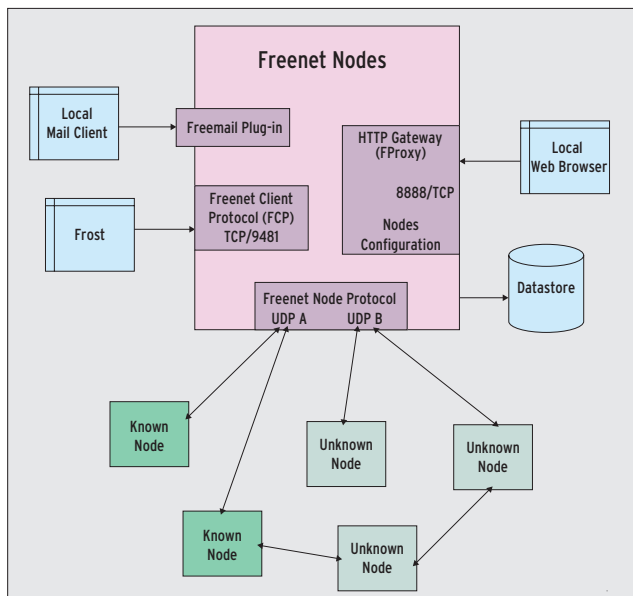 Freenet Nodes
Local
Mail Client
Freemail Plug-in
HTTP Gateway
(FProxy)
8888/TCP
Nodes
Configuration
Local
Web Browser
Frost
Freenet Client
Protocol (FCP)
TCP/9481
Datastore
Freenet Node Protocol
UDP A
UDP B
Known
Node
Unknown
Node
Unknown
Node
Known
Node
Unknown
Node